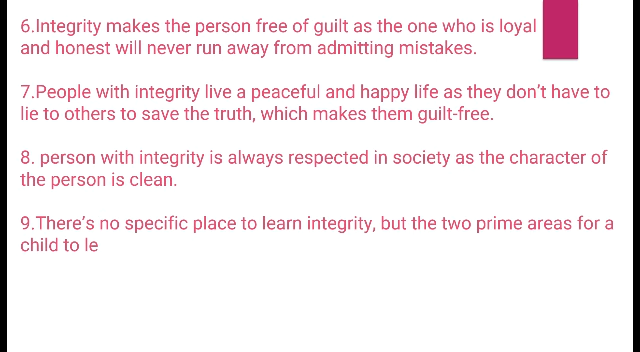 6.Integrity makes the person free of guilt as the one who is loyal
and honest will never run away from admitting mistakes.
7.People with integrity live a peaceful and happy life as they don’t have to
lie to others to save the truth, which makes them guilt-free.
8. person with integrity is always respected in society as the character of
the person is clean.
9.There’s no specific place to learn integrity, but the two prime areas for a
child to le